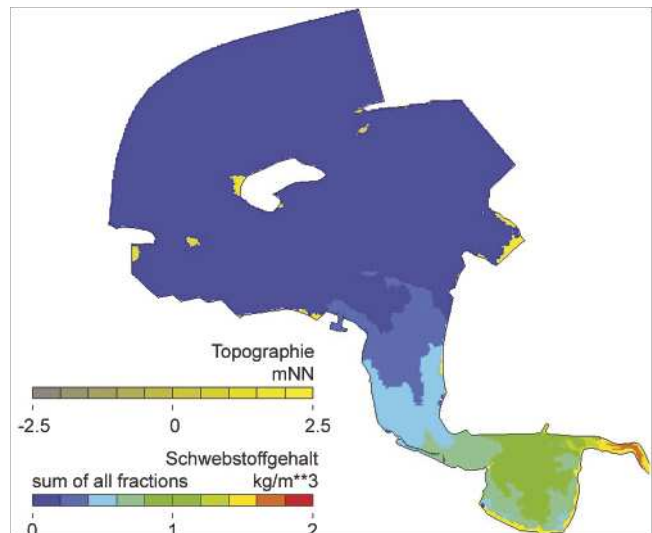 Topographie
mNN
-2.5 0 2.5
Schwebstoffgehalt
sum of all fractions kg/m**3
0 1 2